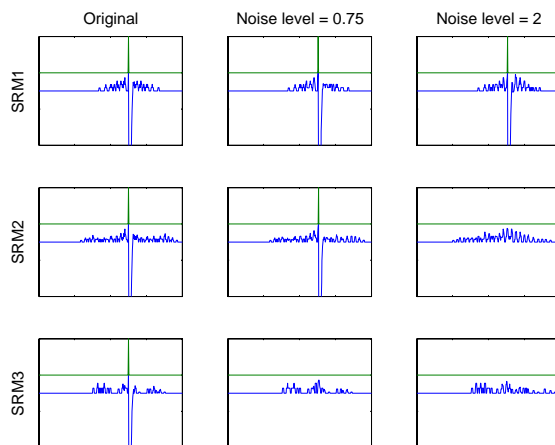 Original
Noise level = 0.75
Noise level = 2
SRM1
SRM2
SRM3